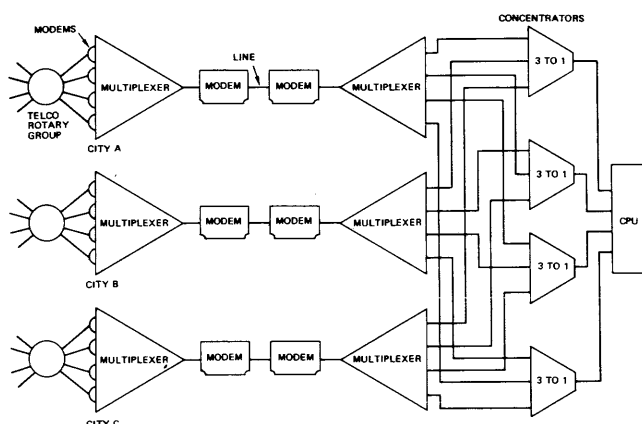 CONCENTRATORS
MODEMS
LINE
3 TO 1
MULTIPLEXER
MODEM
MODEM
MULTIPLEXER
TELCO
ROTARY
GROUP
CITY A
3 TO 1
CPU
MULTIPLEXER
MODEM
MODEM
MULTIPLEXER
3 TO 1
CITY B
MULTIPLEXER
MODEM
MODEM
MULTIPLEXER
3 TO 1
CITY C